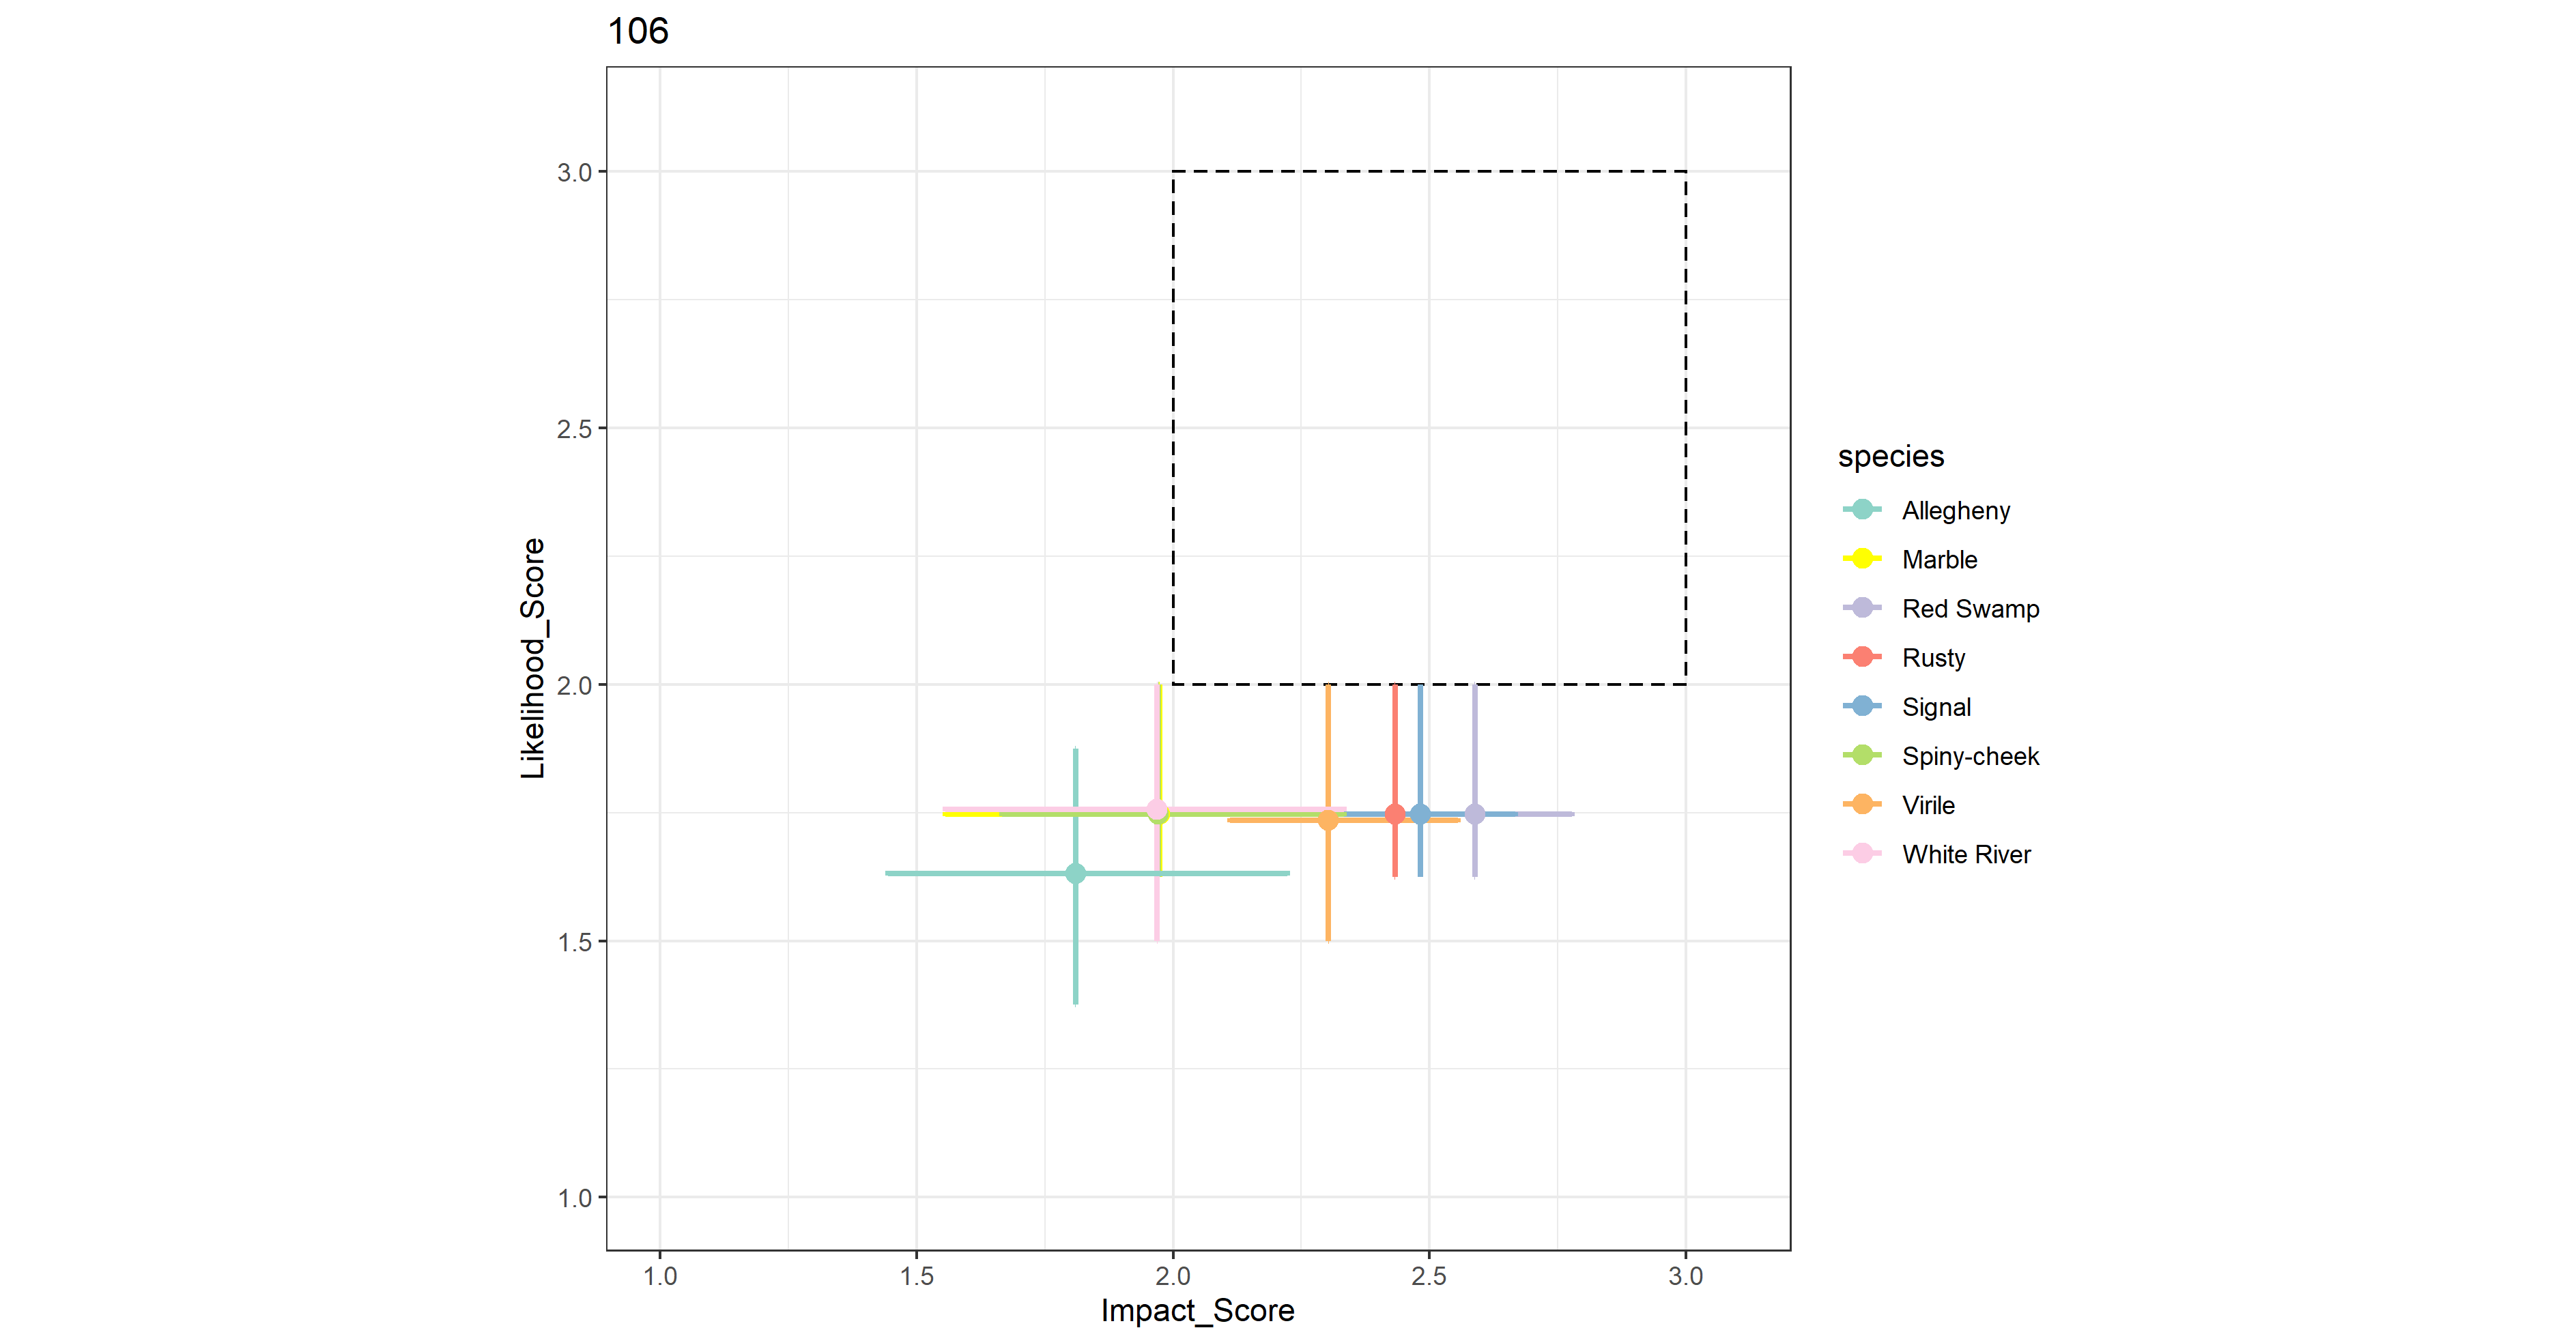 106
Likelihood_Score
3.0
2.5
2.0
1.5
1.0
1.0 1.5 2.0 2.5 3.0
Impact_Score
species
Allegheny
Marble
Red Swamp
Rusty
Signal
Spiny-cheek
Virile
White River